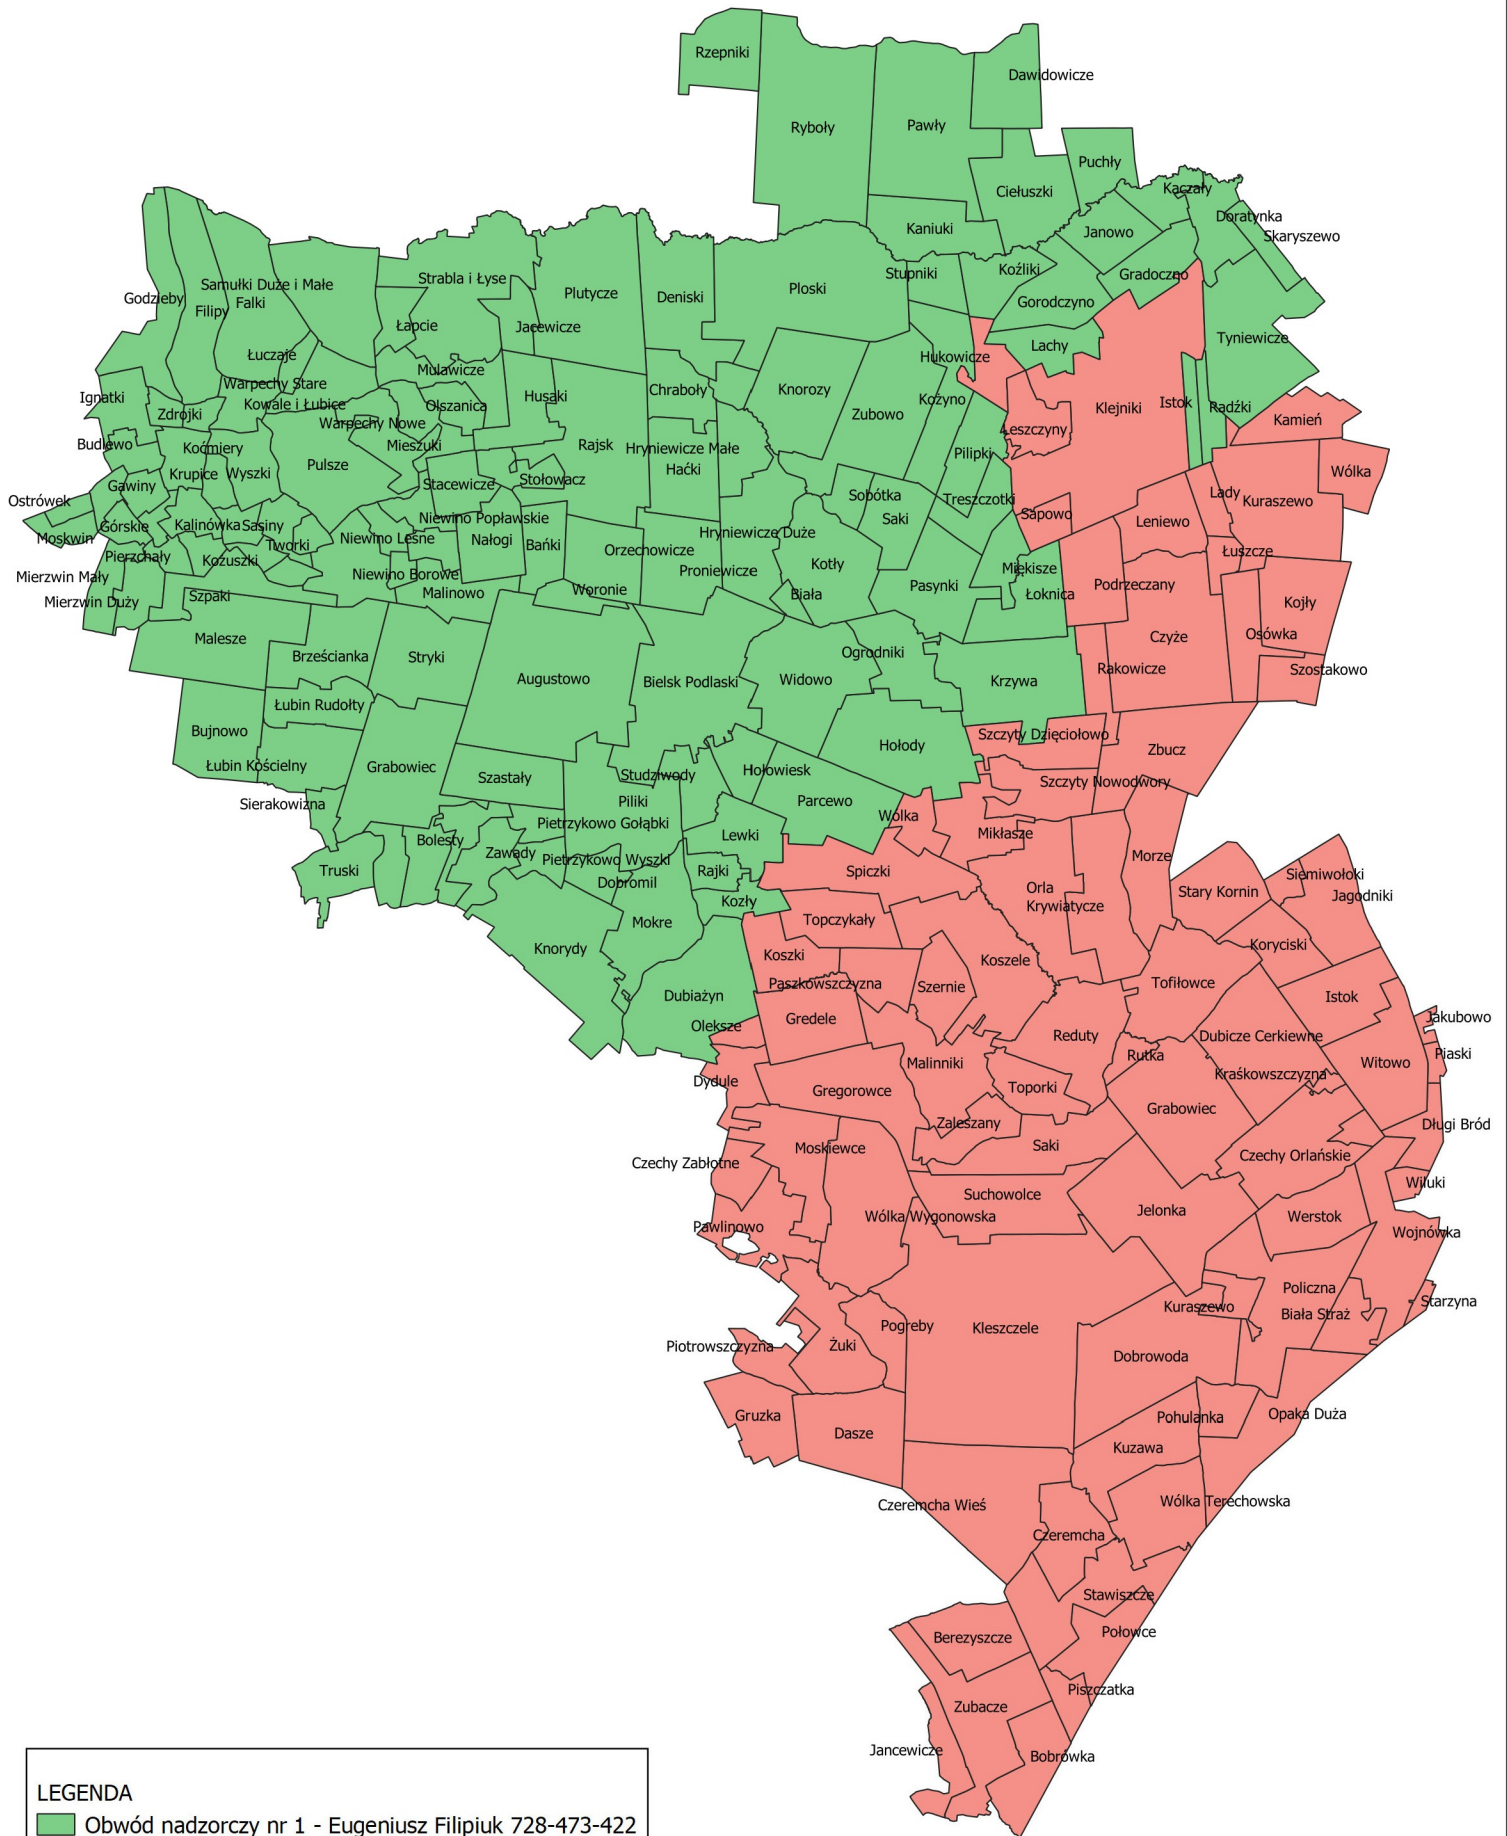 Rzepniki
Dawidowicze
Ryboły
Pawły
Puchły
Ciełuszki
Kaczały
Doratynka
Skaryszewo
Kaniuki
Janowo
Koźliki
Stupniki
Gradoczno
Gorodczyno
Samułki Duże i Małe
Strabla i Łyse
Godzieby
Falki
Filipy
Plutycze
Deniski
Ploski
Łapcie
Jacewicze
Tyniewicze
Lachy
Hukowicze
Łuczaje
Mulawicze
Warpechy Stare
Ignatki
Kowale i Łubice
Olszanica
Husaki
Chraboły
Knorozy
Kożyno
Zubowo
Klejniki
Istok
Radźki
Kamień
Zdrojki
Warpechy Nowe
Leszczyny
Budlewo
Koćmiery
Mieszuki
Rajsk
Hryniewicze Małe
Pilipki
Pulsze
Haćki
Krupice
Wyszki
Wólka
Gawiny
Stacewicze
Stołowacz
Sobótka
Treszczotki
Lady
Kuraszewo
Ostrówek
Niewino Popławskie
Saki
Sapowo
Leniewo
Górskie
Kalinówka
Sasiny
Moskwin
Niewino Leśne
Nałogi
Bańki
Hryniewicze Duże
Tworki
Orzechowicze
Łuszcze
Pierzchały
Kożuszki
Kotły
Proniewicze
Miękisze
Mierzwin Mały
Niewino Borowe
Podrzeczany
Malinowo
Woronie
Biała
Pasynki
Łoknica
Szpaki
Mierzwin Duży
Kojły
Malesze
Czyże
Osówka
Brześcianka
Stryki
Ogrodniki
Rakowicze
Szostakowo
Augustowo
Bielsk Podlaski
Widowo
Krzywa
Łubin Rudołty
Bujnowo
Szczyty Dzięciołowo
Hołody
Zbucz
Łubin Kościelny
Grabowiec
Szastały
Studziwody
Hołowiesk
Szczyty Nowodwory
Sierakowizna
Piliki
Parcewo
Wólka
Pietrzykowo Gołąbki
Bolesty
Lewki
Mikłasze
Zawady
Pietrzykowo Wyszki
Morze
Truski
Rajki
Spiczki
Dobromil
Siemiwołoki
Orla
Stary Kornin
Jagodniki
Kozły
Krywiatycze
Mokre
Topczykały
Knorydy
Koszki
Koszele
Koryciski
Paszkowszczyzna
Szernie
Tofiłowce
Dubiażyn
Istok
Gredele
Jakubowo
Oleksze
Reduty
Dubicze Cerkiewne
Rutka
Piaski
Malinniki
Witowo
Kraśkowszczyzna
Dydule
Gregorowce
Toporki
Grabowiec
Zaleszany
Długi Bród
Moskiewce
Saki
Czechy Orlańskie
Czechy Zabłotne
Wiluki
Suchowolce
Jelonka
Wólka Wygonowska
Werstok
Pawlinowo
Wojnówka
Policzna
Kuraszewo
Starzyna
Biała Straż
Pogreby
Kleszczele
Piotrowszczyzna
Żuki
Dobrowoda
Gruzka
Pohulanka
Opaka Duża
Dasze
Kuzawa
Czeremcha Wieś
Wólka Terechowska
Czeremcha
Stawiszcze
Połowce
Berezyszcze
Piszczatka
Zubacze
Jancewicze
Bobrówka
LEGENDA
Obwód nadzorczy nr 1 - Eugeniusz Filipiuk 728-473-422